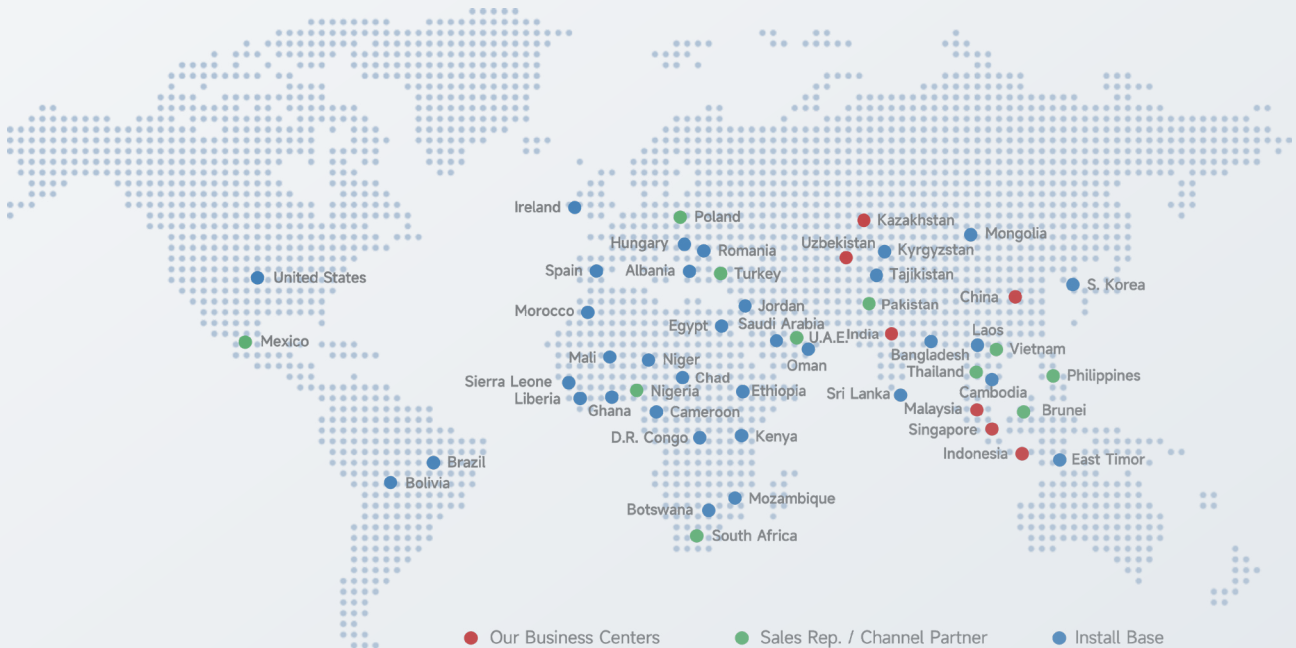 Ireland
Poland
Kazakhstan
Mongolia
Hungary
Romania
Uzbekistan
Kyrgyzstan
Spain
Albania
Turkey
Tajikistan
United States
S. Korea
China
Morocco
Jordan
Pakistan
Egypt
Saudi Arabia
U.A.E.
India
Laos
Mexico
Vietnam
Bangladesh
Mali
Niger
Oman
Thailand
Philippines
Sierra Leone
Chad
Liberia
Nigeria
Ethiopia
Sri Lanka
Cambodia
Ghana
Cameroon
Malaysia
Brunei
Singapore
D.R. Congo
Kenya
Indonesia
East Timor
Brazil
Bolivia
Mozambique
Botswana
South Africa
Our Business Centers
Sales Rep. / Channel Partner
Install Base